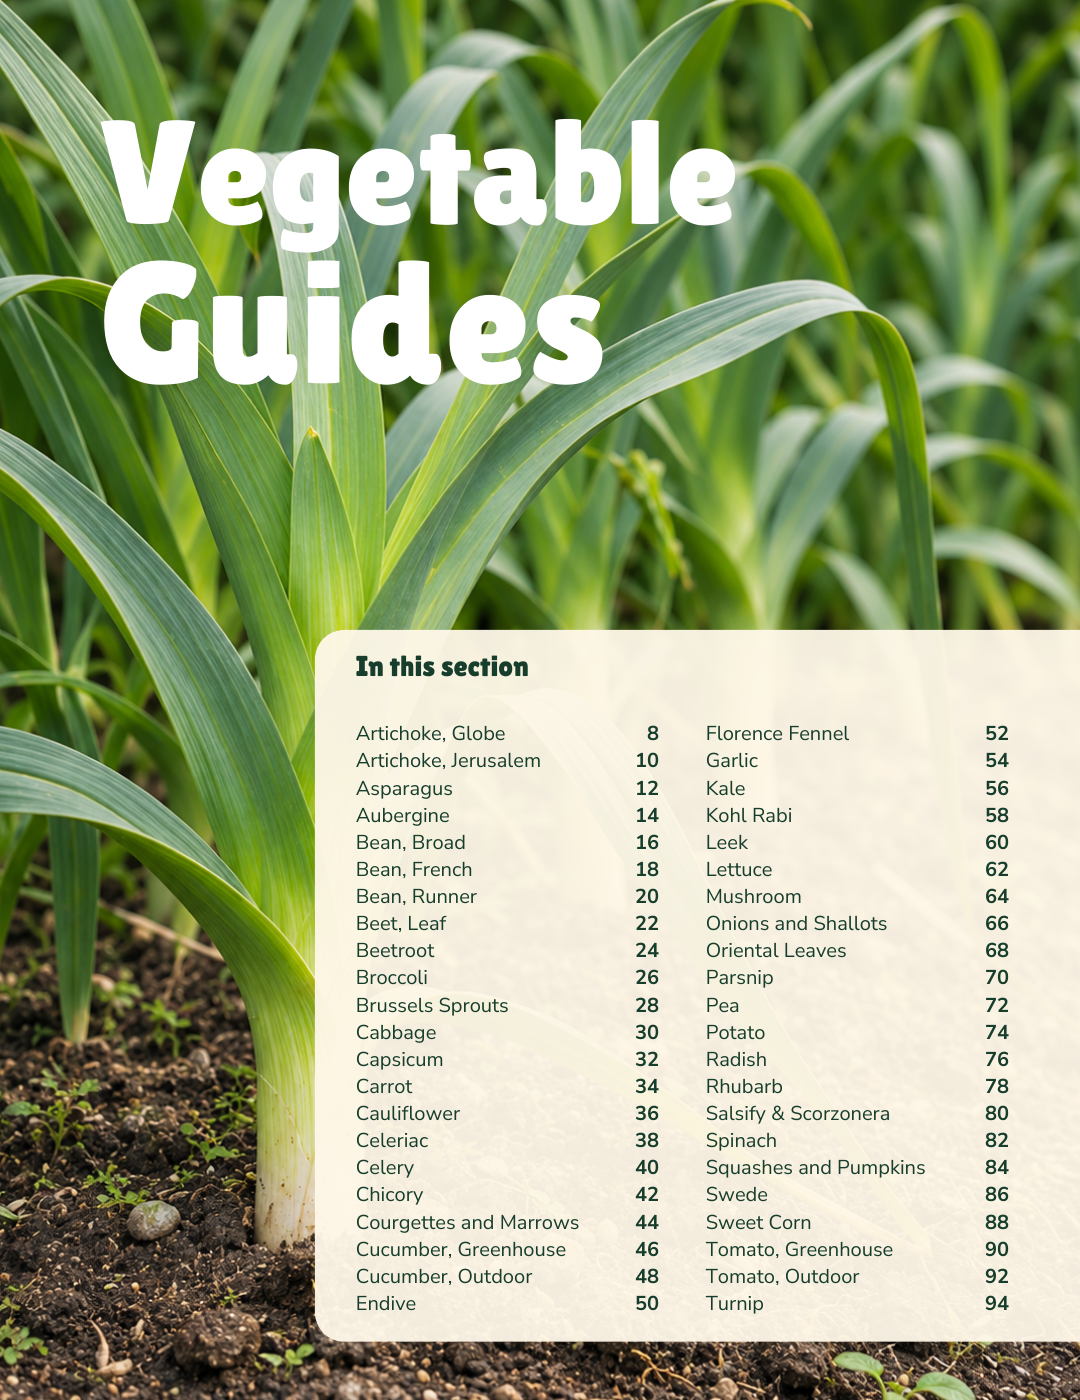 Vegetable
Guides
In this section
Artichoke, Globe 8
Artichoke, Jerusalem 10
Asparagus 12
Aubergine 14
Bean, Broad 16
Bean, French 18
Bean, Runner 20
Beet, Leaf 22
Beetroot 24
Broccoli 26
Brussels Sprouts 28
Cabbage 30
Capsicum 32
Carrot 34
Cauliflower 36
Celeriac 38
Celery 40
Chicory 42
Courgettes and Marrows 44
Cucumber, Greenhouse 46
Cucumber, Outdoor 48
Endive 50
Florence Fennel 52
Garlic 54
Kale 56
Kohl Rabi 58
Leek 60
Lettuce 62
Mushroom 64
Onions and Shallots 66
Oriental Leaves 68
Parsnip 70
Pea 72
Potato 74
Radish 76
Rhubarb 78
Salsify & Scorzonera 80
Spinach 82
Squashes and Pumpkins 84
Swede 86
Sweet Corn 88
Tomato, Greenhouse 90
Tomato, Outdoor 92
Turnip 94